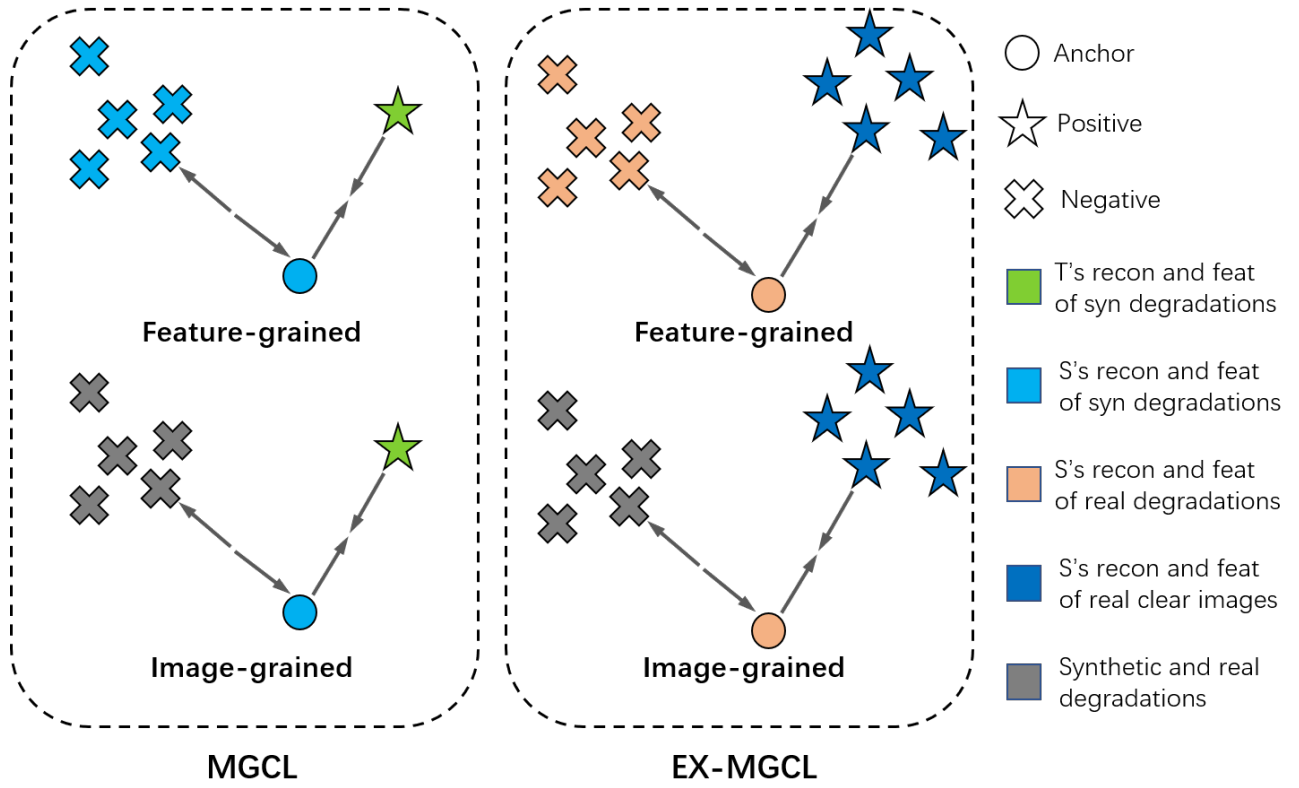 Feature-grained
Image-grained
MGCL
Feature-grained
Image-grained
EX-MGCL
Anchor
Positive
Negative
T's recon and feat
of syn degradations
S's recon and feat
of syn degradations
S's recon and feat
of real degradations
S's recon and feat
of real clear images
Synthetic and real
degradations